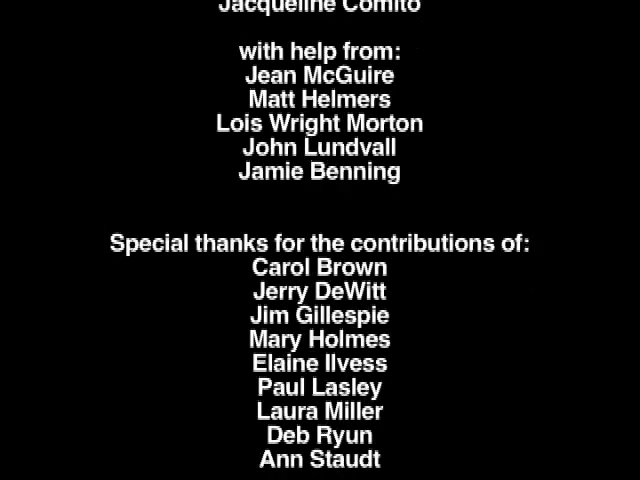 Jacqueline Comito
with help from:
Jean McGuire
Matt Helmers
Lois Wright Morton
John Lundvall
Jamie Benning
Special thanks for the contributions of:
Carol Brown
Jerry DeWitt
Jim Gillespie
Mary Holmes
Elaine Ilvess
Paul Lasley
Laura Miller
Deb Ryun
Ann Staudt